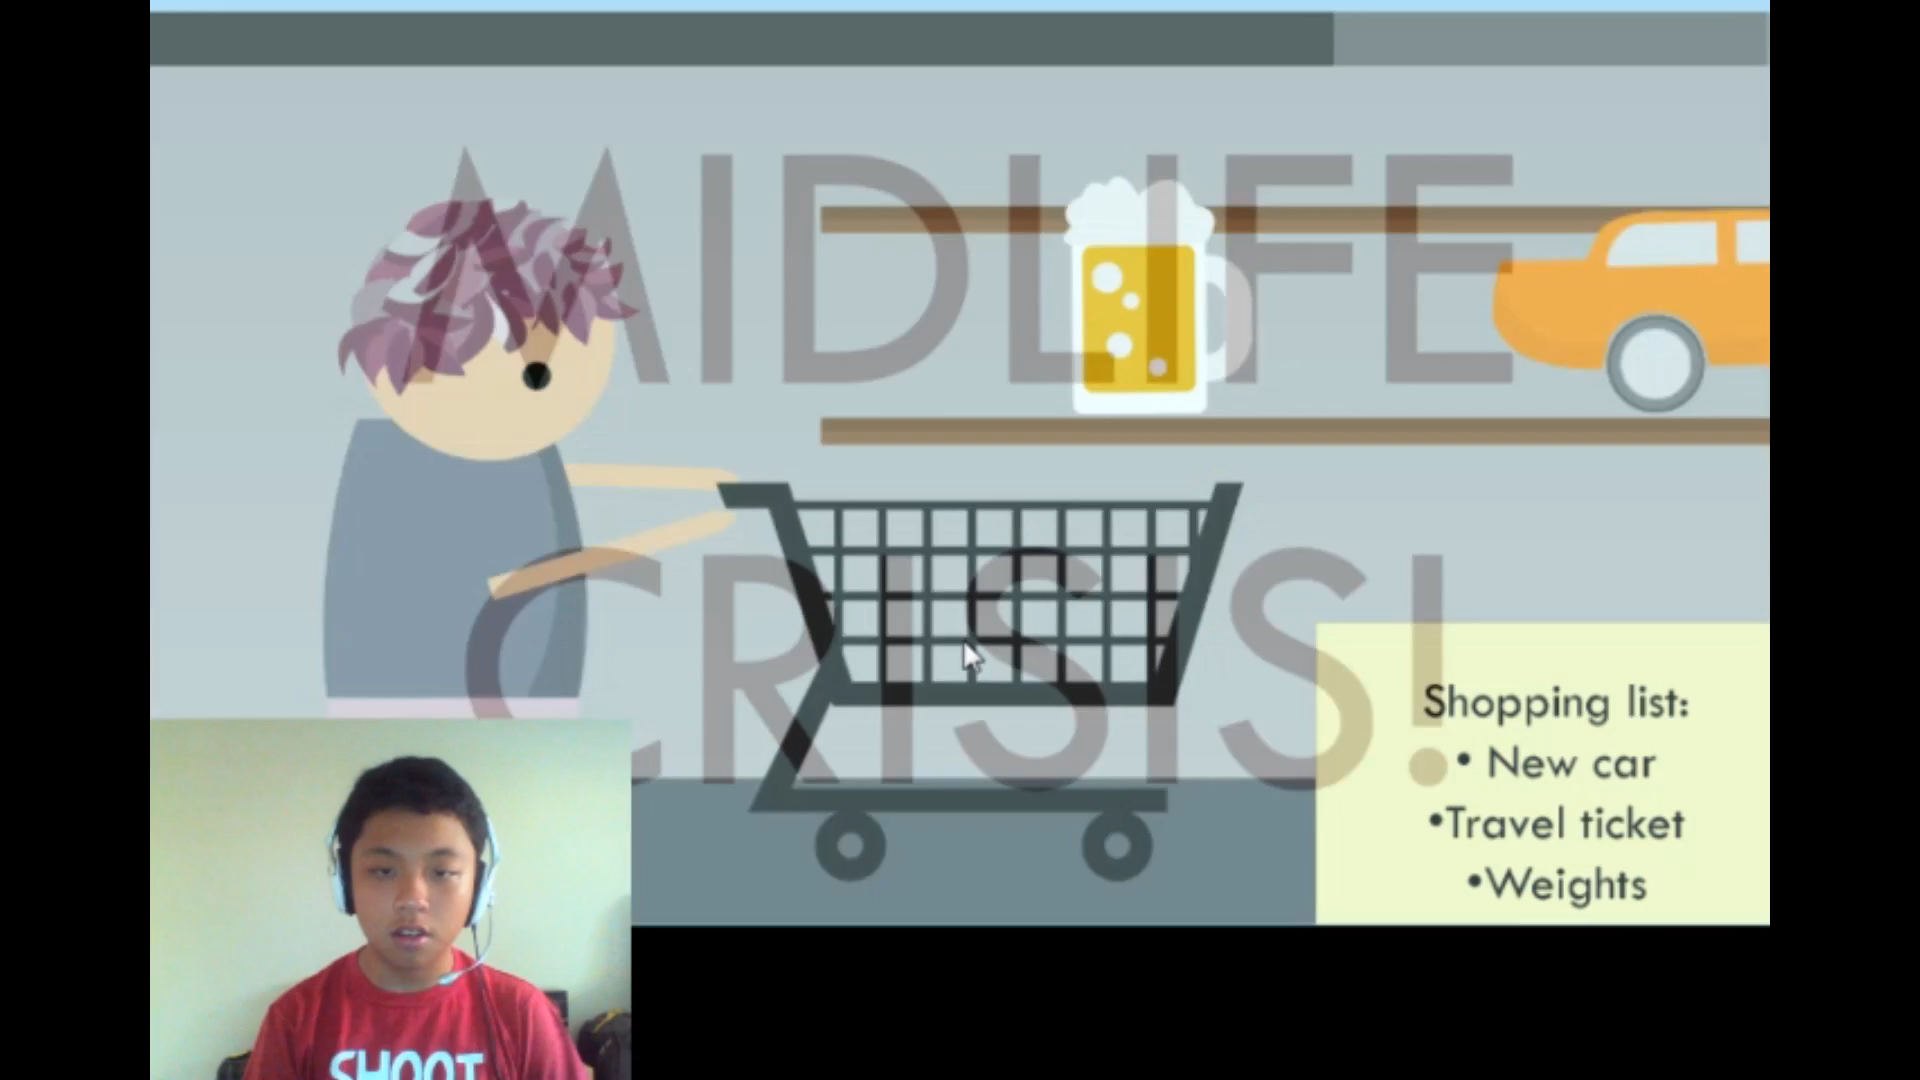 MIDLIFE
CRISIS!
Shopping list:
• New car
•Travel ticket
•Weights
SHOOT